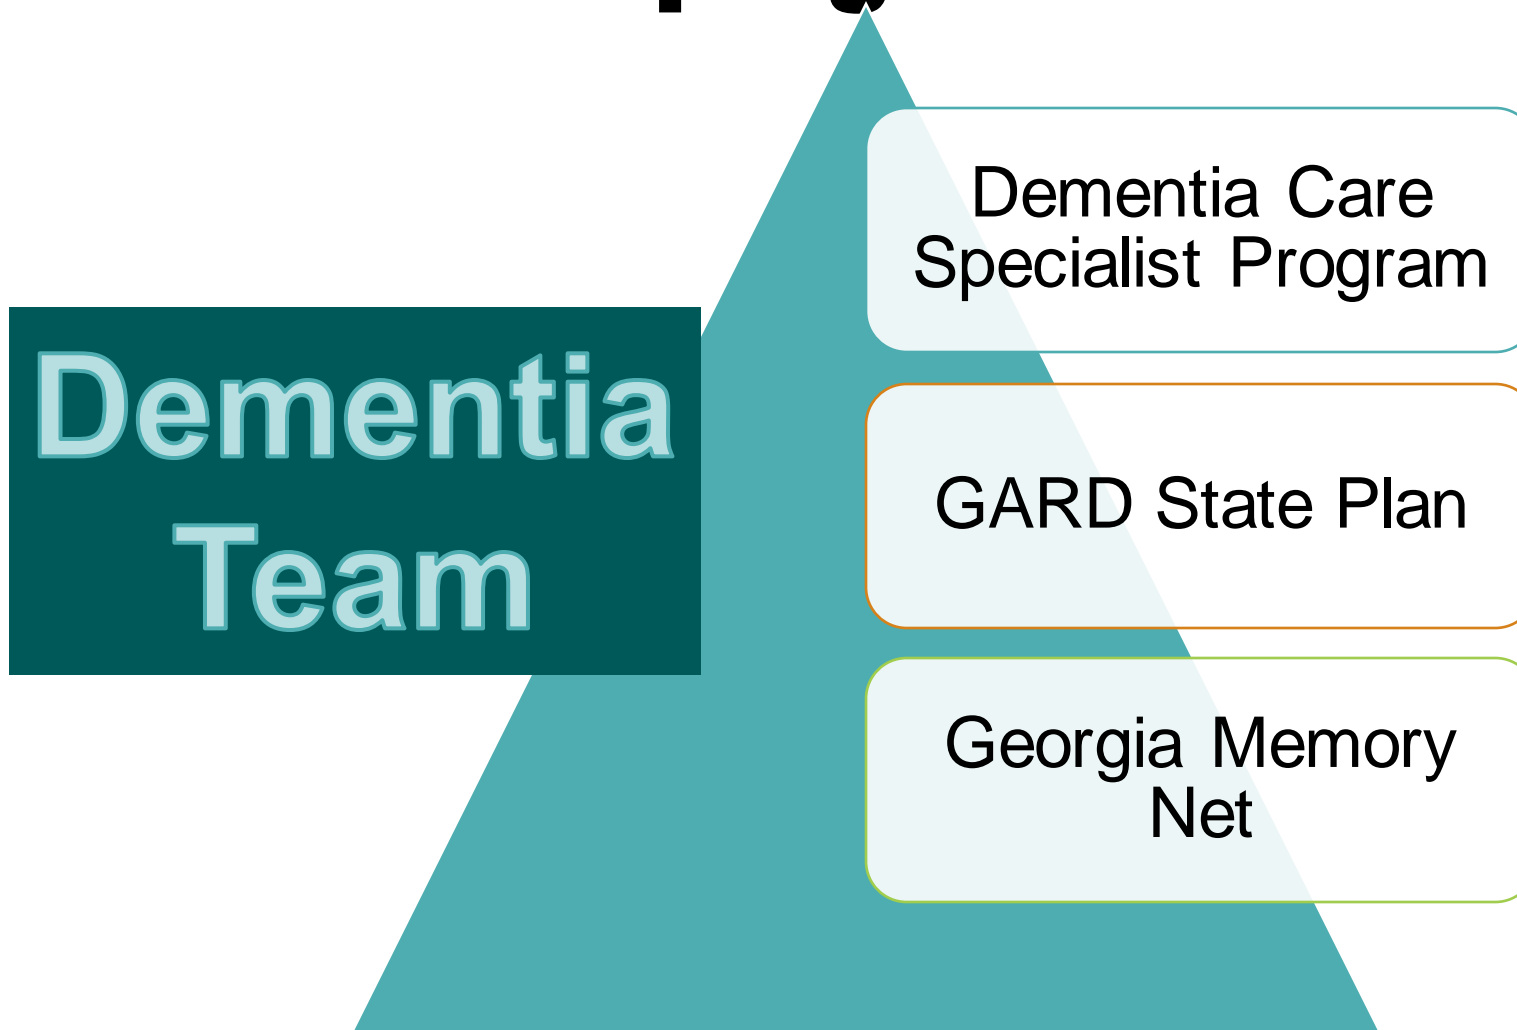 Dementia
Team
Dementia Care
Specialist Program
GARD State Plan
Georgia Memory
Net